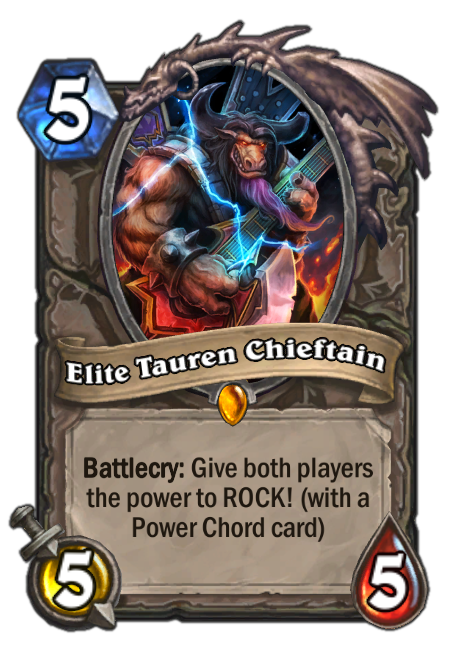 5
Elite Tauren Chieftain
Battlecry: Give both players
the power to ROCK! (with a
Power Chord card)
5
5